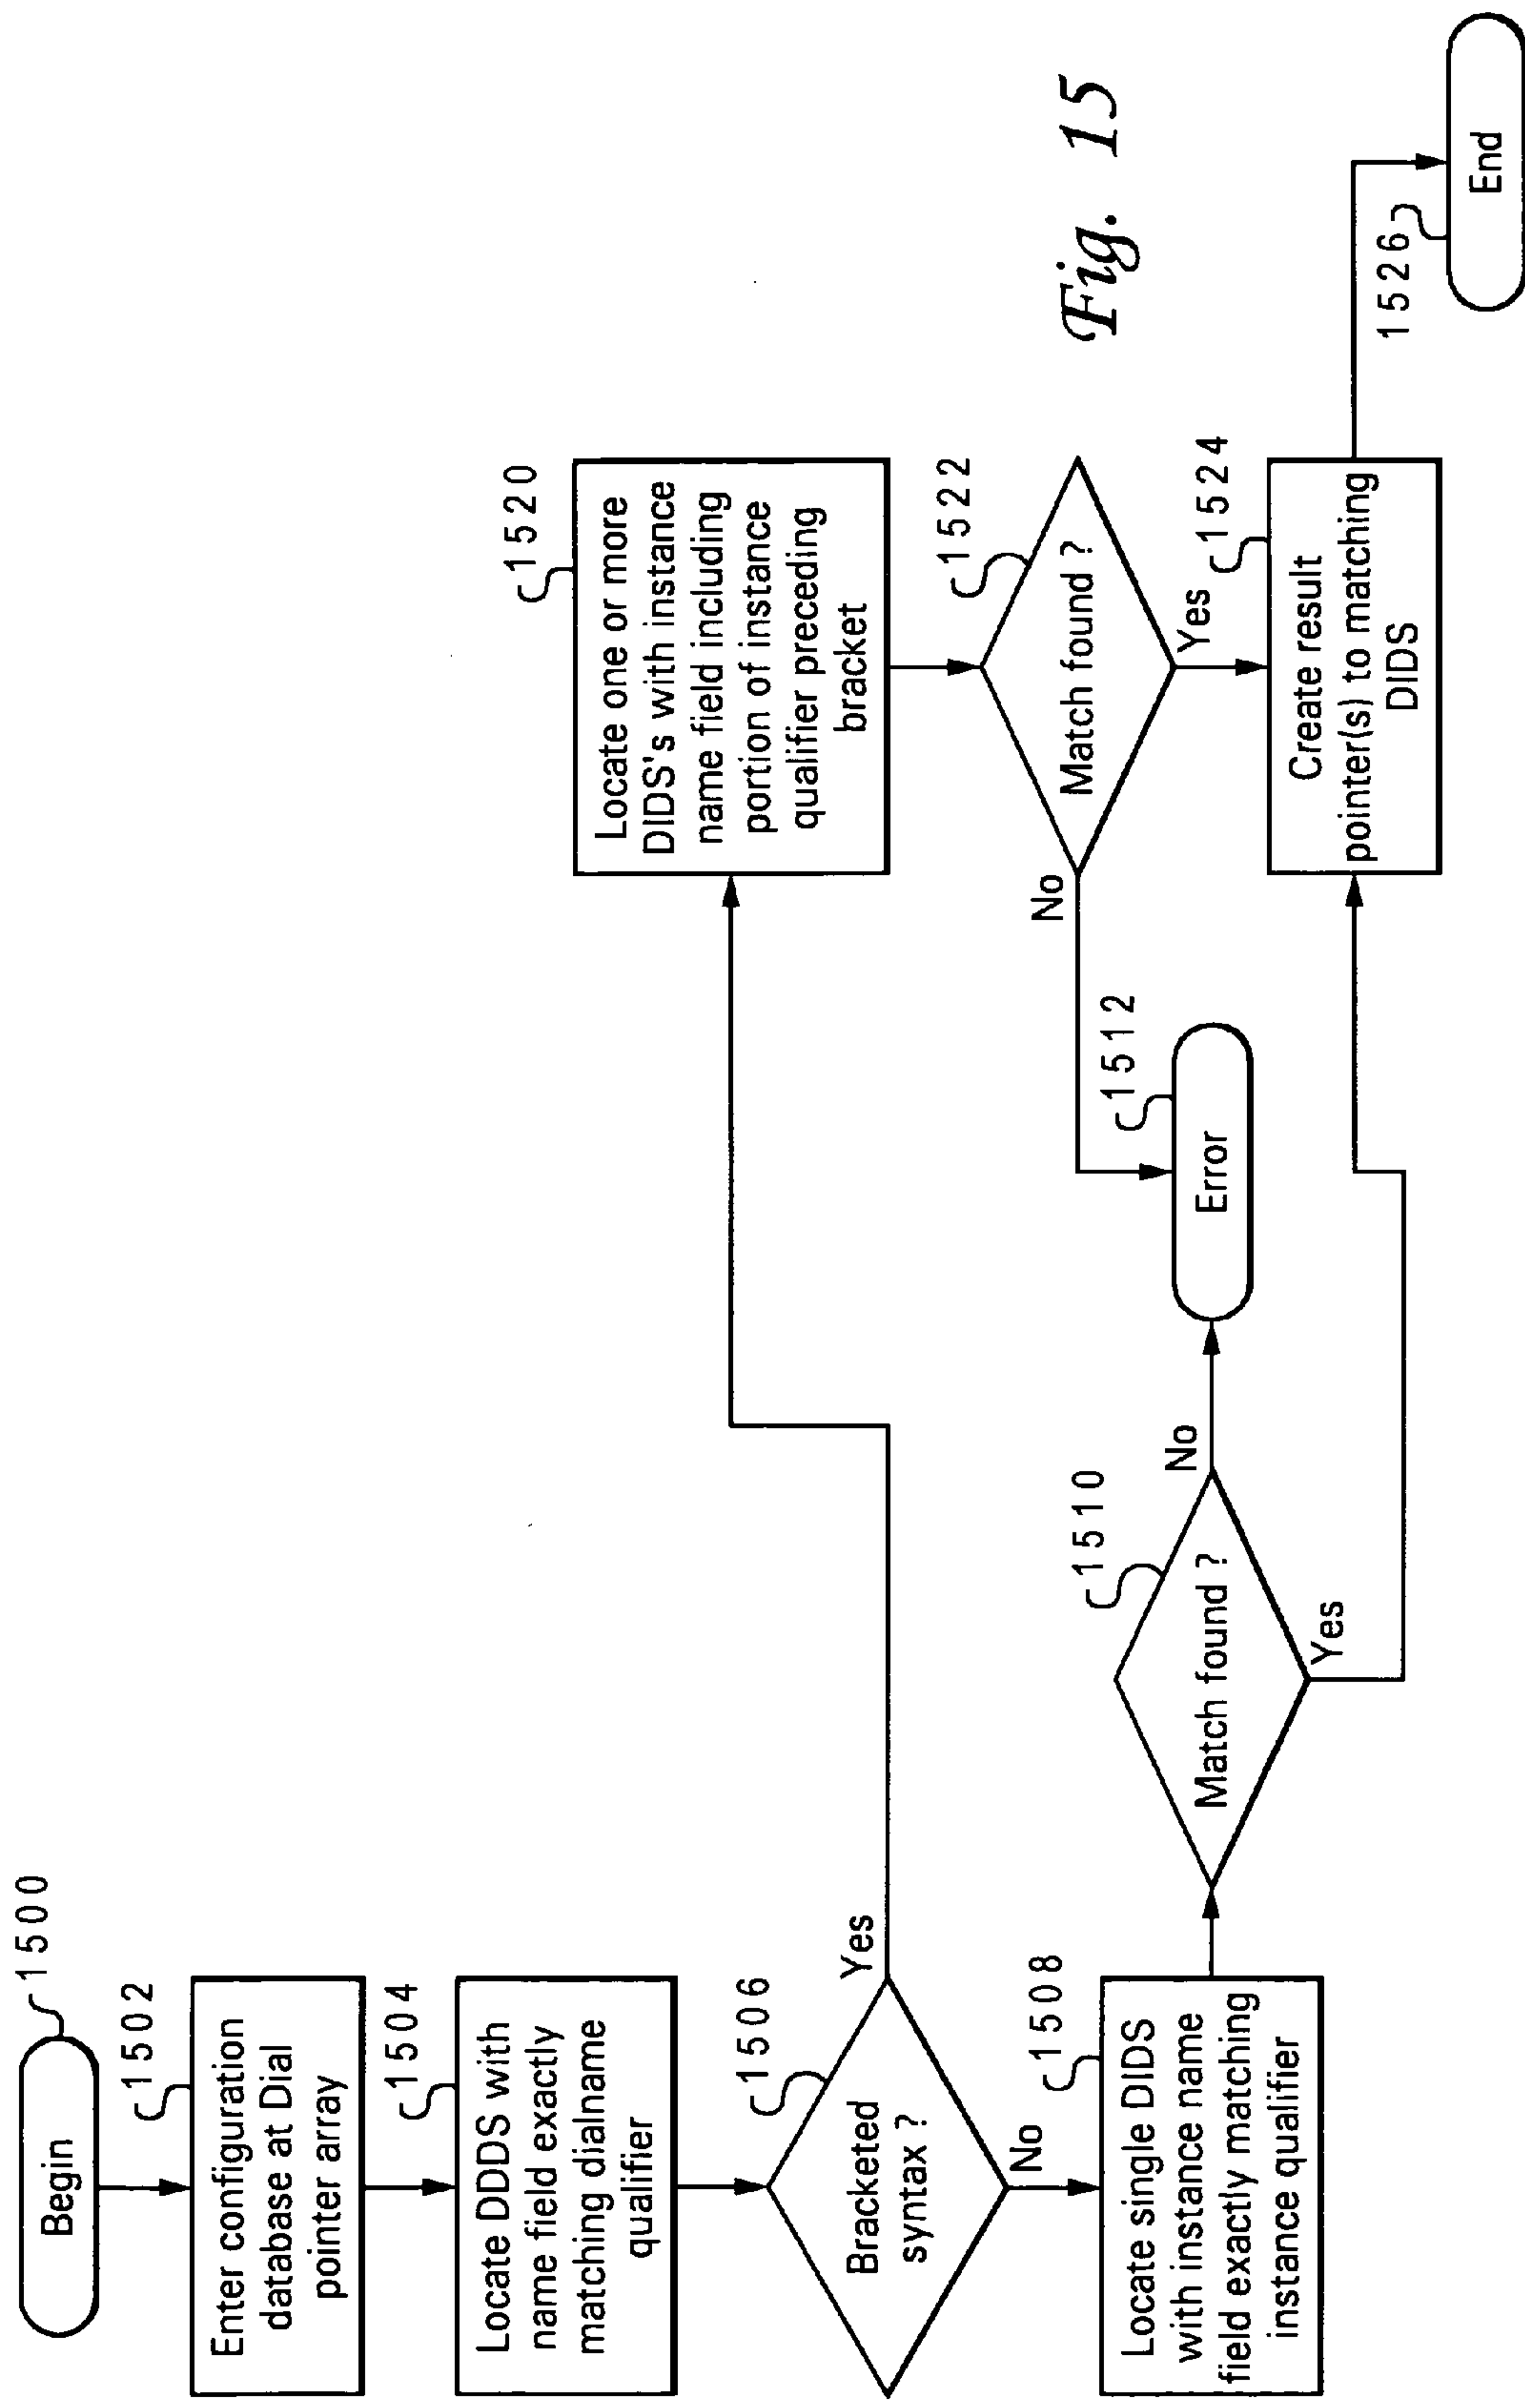 Begin
1500
1502
Enter configuration
database at Dial
pointer array
1504
Locate DDDS with
name field exactly
matching dialname
qualifier
1506
Bracketed
syntax ?
Yes
No
1508
Locate single DIDS
with instance name
field exactly matching
instance qualifier
1510
Match found ?
No
Yes
1512
Error
1520
Locate one or more
DIDS's with instance
name field including
portion of instance
qualifier preceding
bracket
1522
Match found ?
No
Yes
1524
Create result
pointer(s) to matching
DIDS
1526
End
Fig. 15